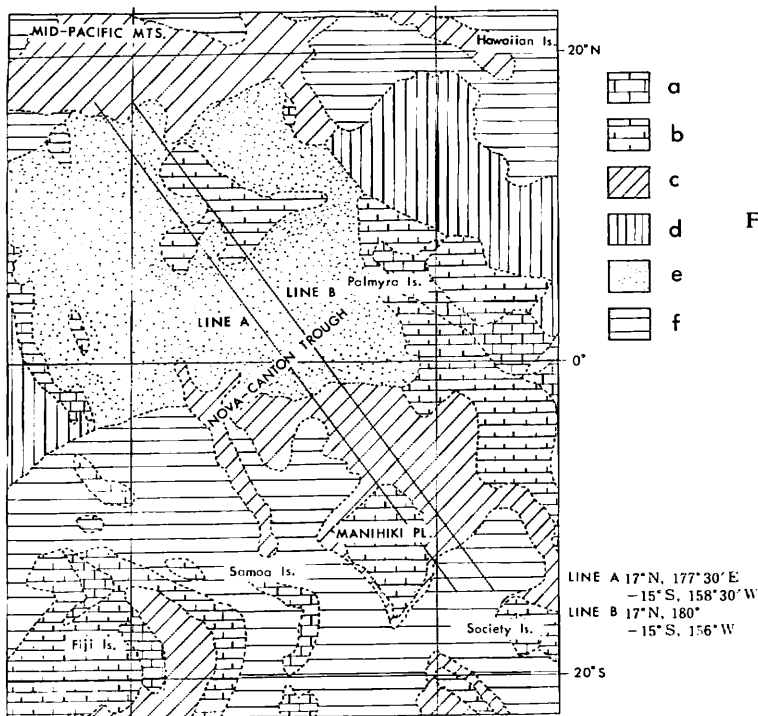 MID-PACIFIC MTS.
Hawaiian Is.
20°N
a
b
c
d
F
e
f
Palmyra Is.
LINE B
LINE A
NOVA-CANTON TROUGH
0°
MANIHIKI PL.
Samoa Is.
LINE A 17°N, 177°30′E
–15°S, 158°30′W
LINE B 17°N, 180°
–15°S, 156°W
Society Is.
Fiji Is.
20°S